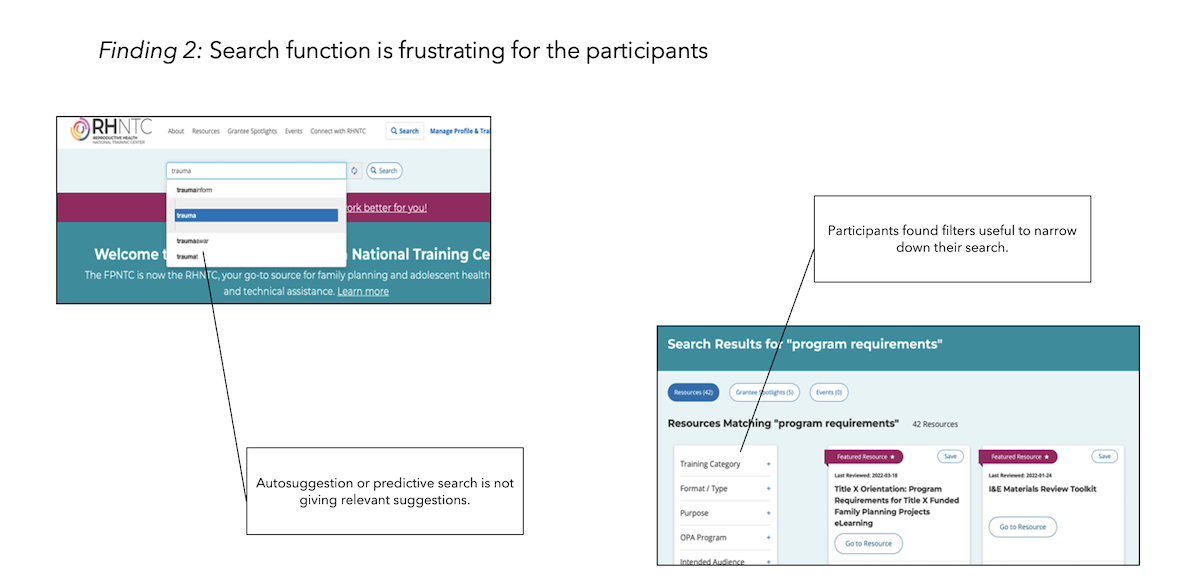 Finding 2: Search function is frustrating for the participants
RHNTC
REPRODUCTIVE HEALTH
NATIONAL TRAINING CENTER
About Resources Grantee Spotlights Events Connect with RHNTC Search Manage Profile & Tra
trauma Search
traumainform
trauma
traumaawar
traumat
ork better for you!
Welcome t National Training Ce
The FPNTC is now the RHNTC, your go-to source for family planning and adolescent health
and technical assistance. Learn more
Participants found filters useful to narrow
down their search.
Autosuggestion or predictive search is not
giving relevant suggestions.
Search Results for "program requirements"
Resources (42) Grantee Spotlights (5) Events (0)
Resources Matching "program requirements" 42 Resources
Training Category +
Format / Type +
Purpose +
OPA Program +
Intended Audience +
Featured Resource ★ Save
Last Reviewed: 2022-03-18
Title X Orientation: Program
Requirements for Title X Funded
Family Planning Projects
eLearning
Go to Resource
Featured Resource ★ Save
Last Reviewed: 2022-01-24
I&E Materials Review Toolkit
Go to Resource